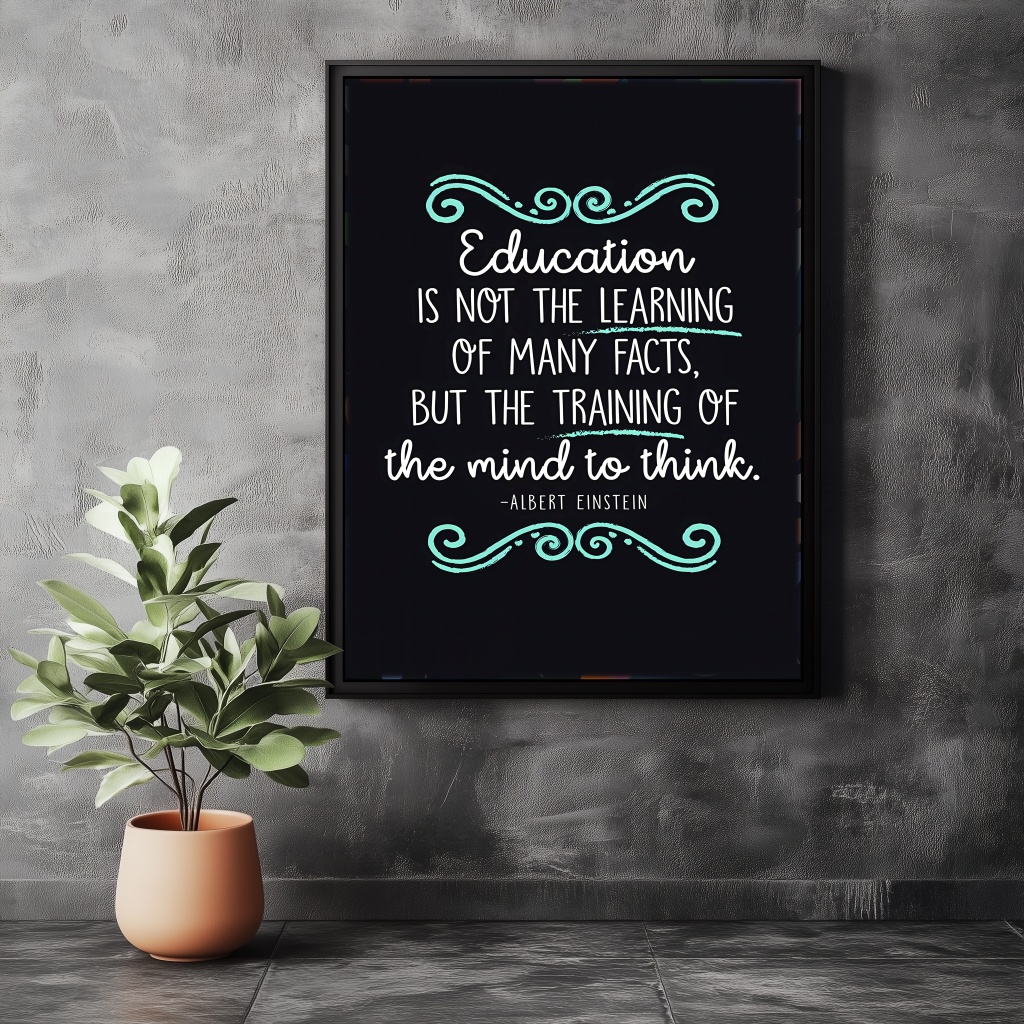 Education
IS NOT THE LEARNING
OF MANY FACTS,
BUT THE TRAINING OF
the mind to think.
-ALBERT EINSTEIN